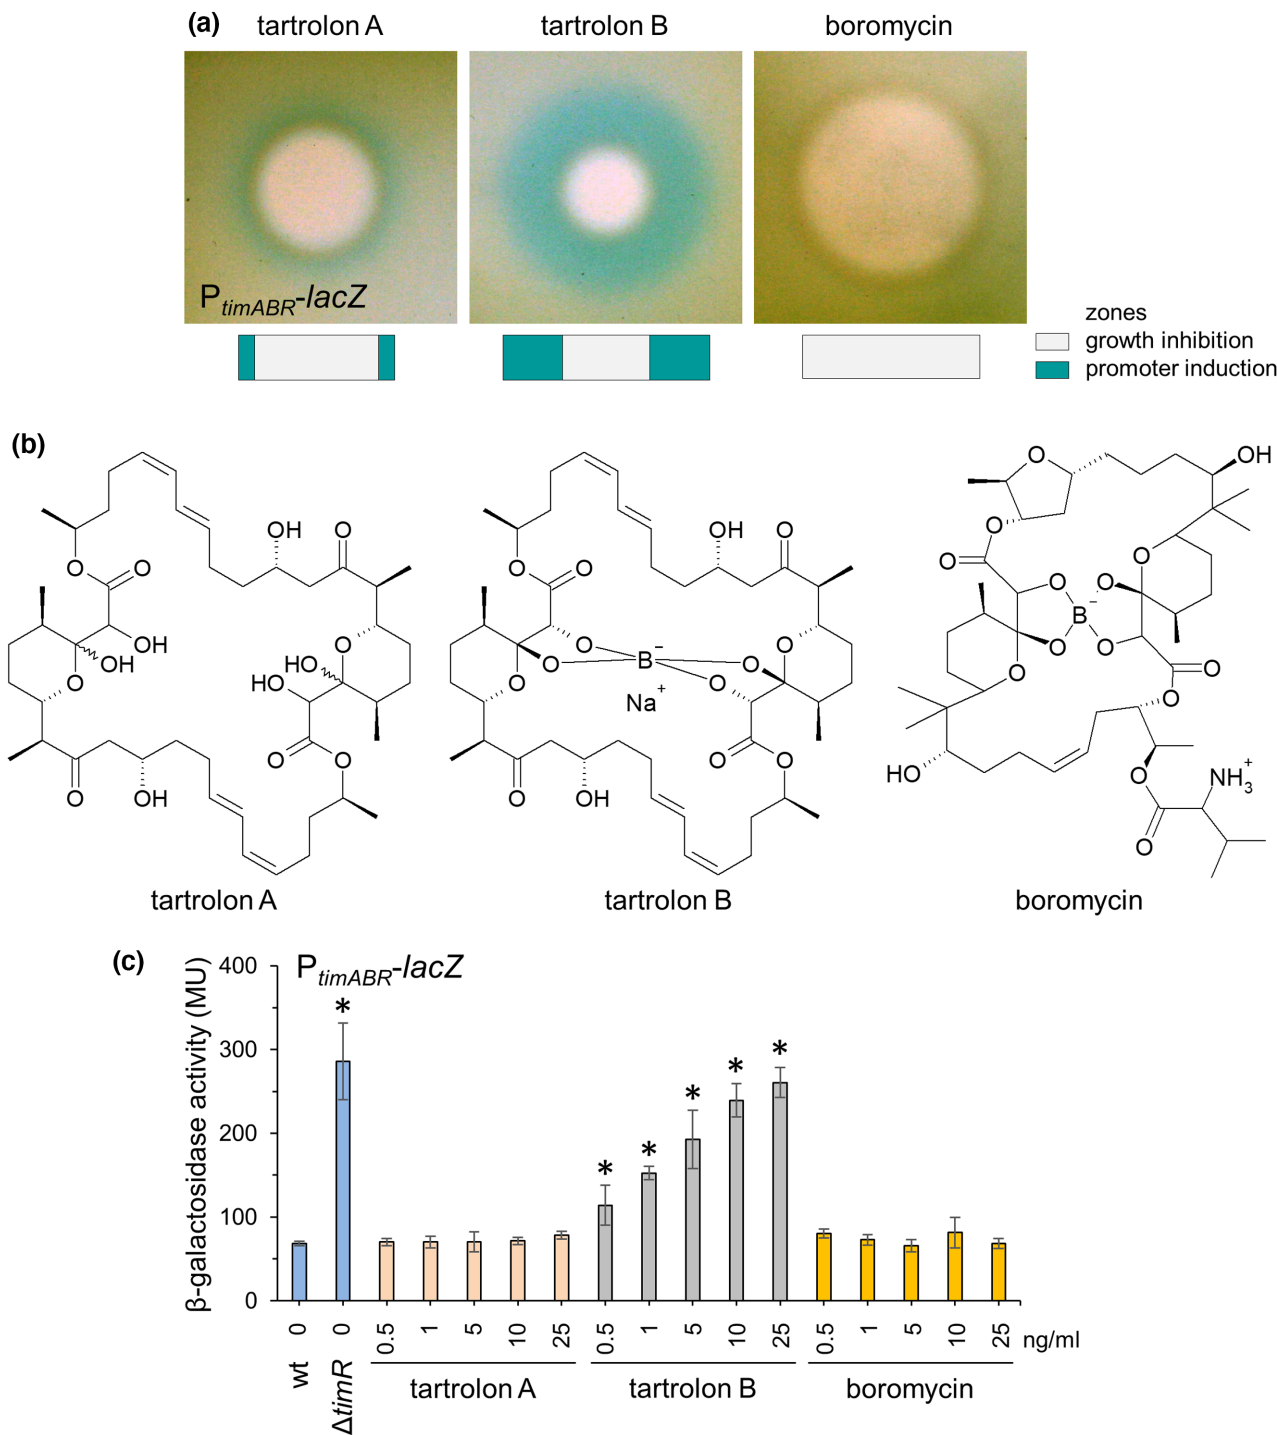 (a)
tartrolon A
tartrolon B
boromycin
PtimABR-lacZ
zones
growth inhibition
promoter induction
(b)
OH
O
O
O
OH
OH
O
HO
HO
O
O
O
O
OH
tartrolon A
OH
O
O
O
O
O
O
B−
Na+
O
O
O
O
O
O
OH
tartrolon B
O
OH
O
O
O
O
O
B−
O
O
O
O
O
HO
O
O
NH3+
boromycin
(c)
PtimABR-lacZ
β-galactosidase activity (MU)
400
300
200
100
0
*
*
*
*
*
*
0
0
0.5
1
5
10
25
0.5
1
5
10
25
0.5
1
5
10
25
ng/ml
wt
ΔtimR
tartrolon A
tartrolon B
boromycin